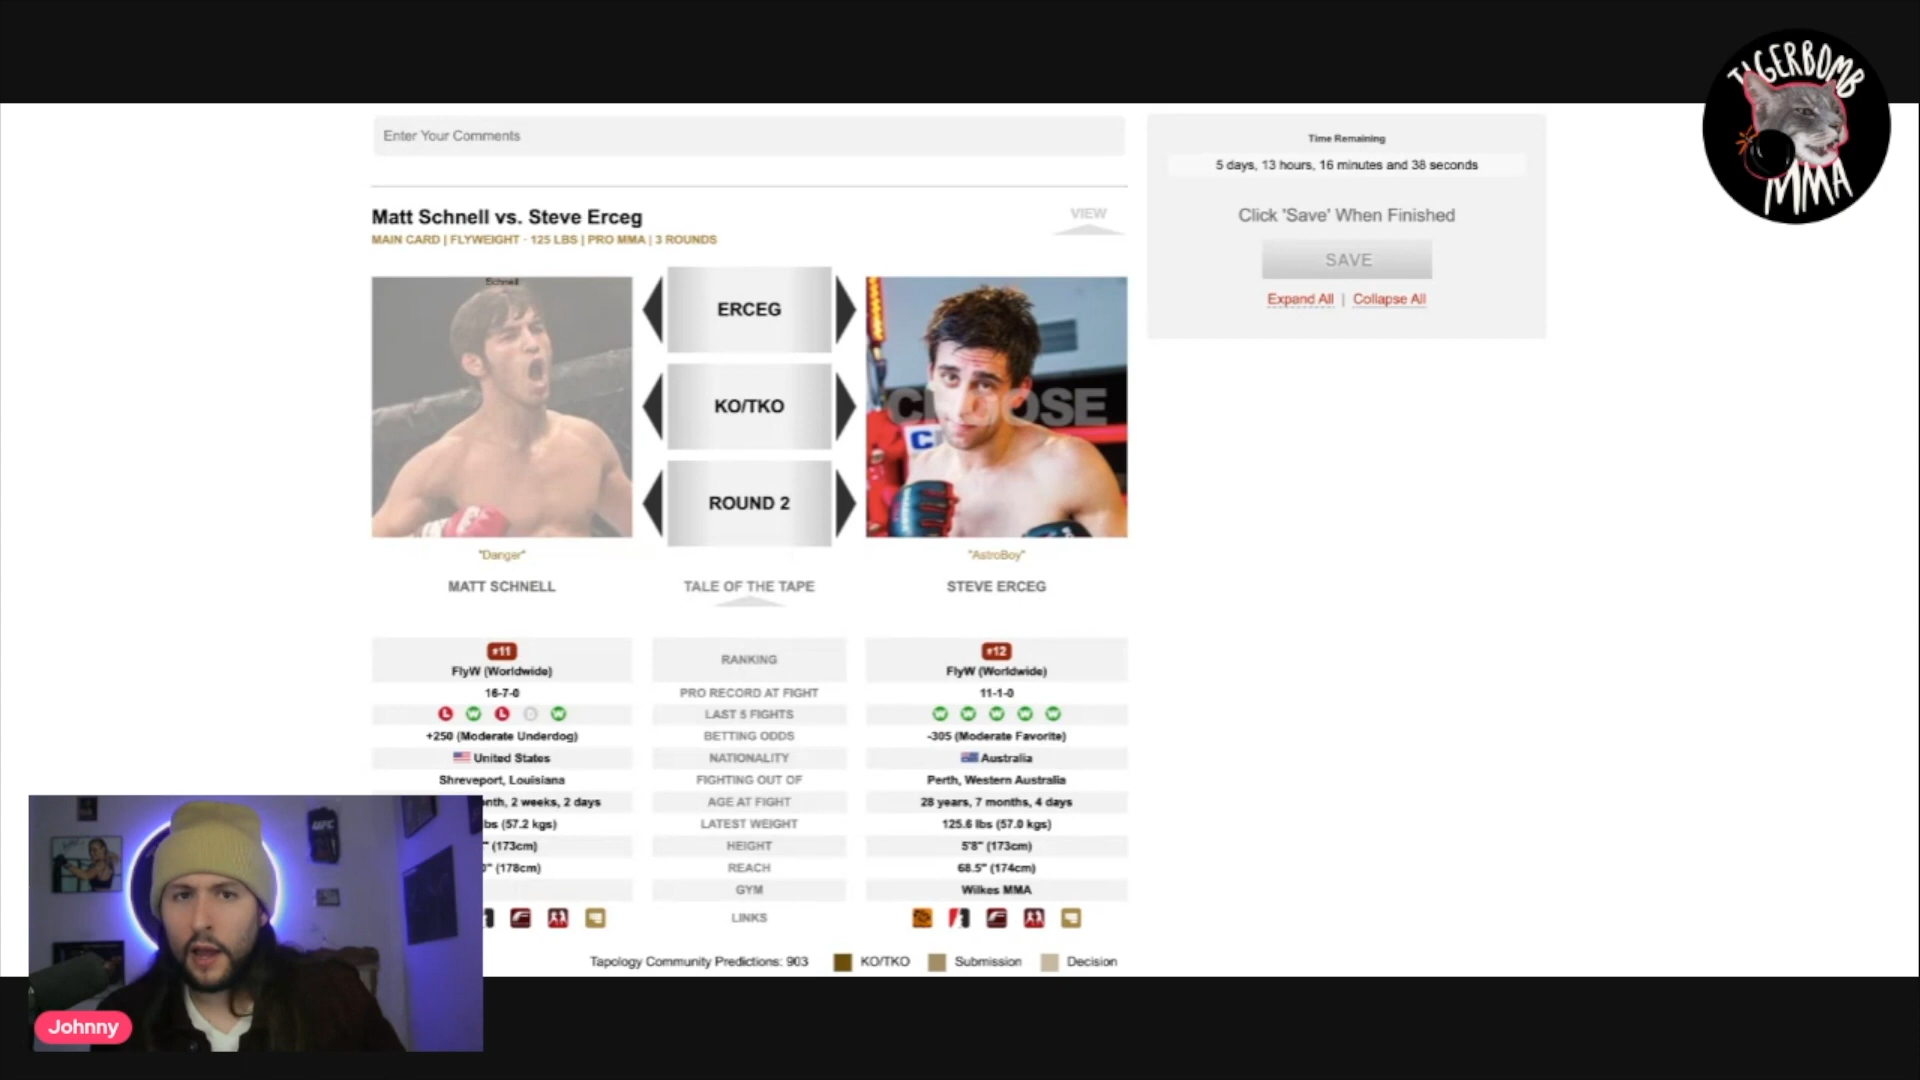 TIGERBOMB
MMA
Enter Your Comments
Time Remaining
5 days, 13 hours, 16 minutes and 38 seconds
Click 'Save' When Finished
SAVE
Expand All | Collapse All
Matt Schnell vs. Steve Erceg
VIEW
MAIN CARD | FLYWEIGHT · 125 LBS | PRO MMA | 3 ROUNDS
Schnell
ERCEG
KO/TKO
CHOOSE
ROUND 2
"Danger"
"AstroBoy"
MATT SCHNELL
TALE OF THE TAPE
STEVE ERCEG
#11
FlyW (Worldwide)
RANKING
#12
FlyW (Worldwide)
16-7-0
PRO RECORD AT FIGHT
11-1-0
L W L D W
LAST 5 FIGHTS
W W W W W
+250 (Moderate Underdog)
BETTING ODDS
-305 (Moderate Favorite)
United States
NATIONALITY
Australia
Shreveport, Louisiana
FIGHTING OUT OF
Perth, Western Australia
2 weeks, 2 days
AGE AT FIGHT
28 years, 7 months, 4 days
lbs (57.2 kgs)
LATEST WEIGHT
125.6 lbs (57.0 kgs)
(173cm)
HEIGHT
5'8" (173cm)
(178cm)
REACH
68.5" (174cm)
GYM
Wilkes MMA
LINKS
Tapology Community Predictions: 903
KO/TKO
Submission
Decision
UFC
Johnny